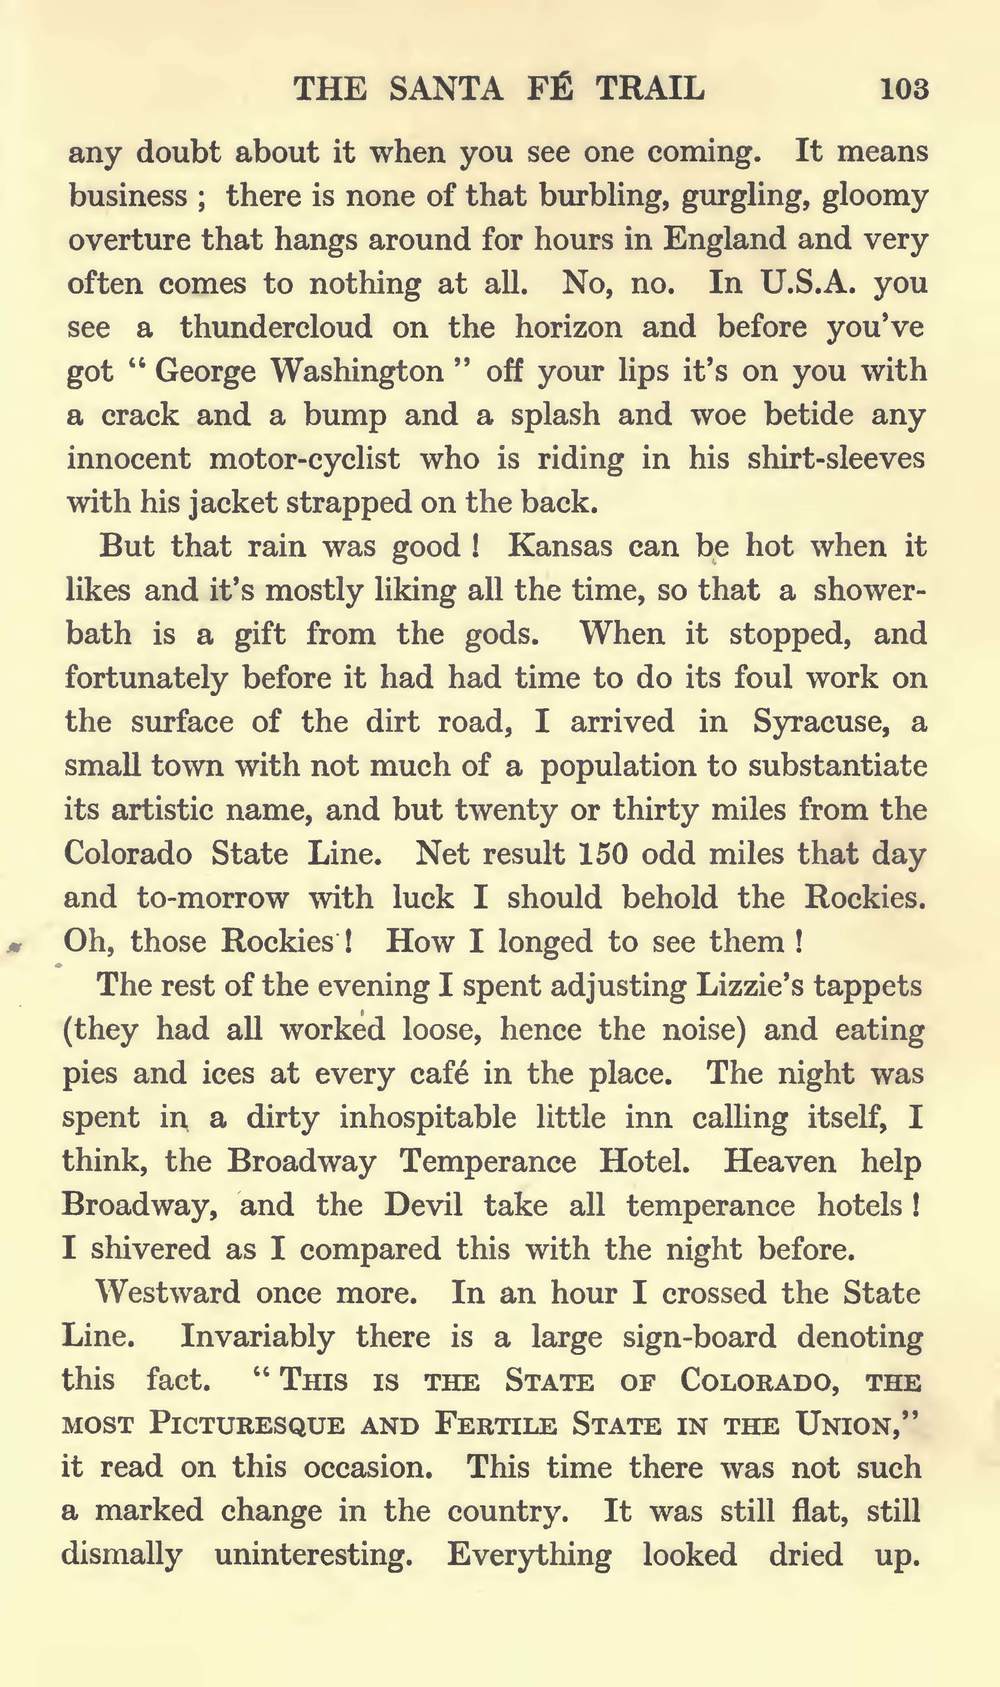 THE SANTA FÉ TRAIL 103
any doubt about it when you see one coming. It means
business ; there is none of that burbling, gurgling, gloomy
overture that hangs around for hours in England and very
often comes to nothing at all. No, no. In U.S.A. you
see a thundercloud on the horizon and before you've
got “ George Washington ” off your lips it's on you with
a crack and a bump and a splash and woe betide any
innocent motor-cyclist who is riding in his shirt-sleeves
with his jacket strapped on the back.
But that rain was good ! Kansas can be hot when it
likes and it's mostly liking all the time, so that a shower-
bath is a gift from the gods. When it stopped, and
fortunately before it had had time to do its foul work on
the surface of the dirt road, I arrived in Syracuse, a
small town with not much of a population to substantiate
its artistic name, and but twenty or thirty miles from the
Colorado State Line. Net result 150 odd miles that day
and to-morrow with luck I should behold the Rockies.
Oh, those Rockies ! How I longed to see them !
The rest of the evening I spent adjusting Lizzie's tappets
(they had all worked loose, hence the noise) and eating
pies and ices at every café in the place. The night was
spent in a dirty inhospitable little inn calling itself, I
think, the Broadway Temperance Hotel. Heaven help
Broadway, and the Devil take all temperance hotels !
I shivered as I compared this with the night before.
Westward once more. In an hour I crossed the State
Line. Invariably there is a large sign-board denoting
this fact. “ THIS IS THE STATE OF COLORADO, THE
MOST PICTURESQUE AND FERTILE STATE IN THE UNION,”
it read on this occasion. This time there was not such
a marked change in the country. It was still flat, still
dismally uninteresting. Everything looked dried up.